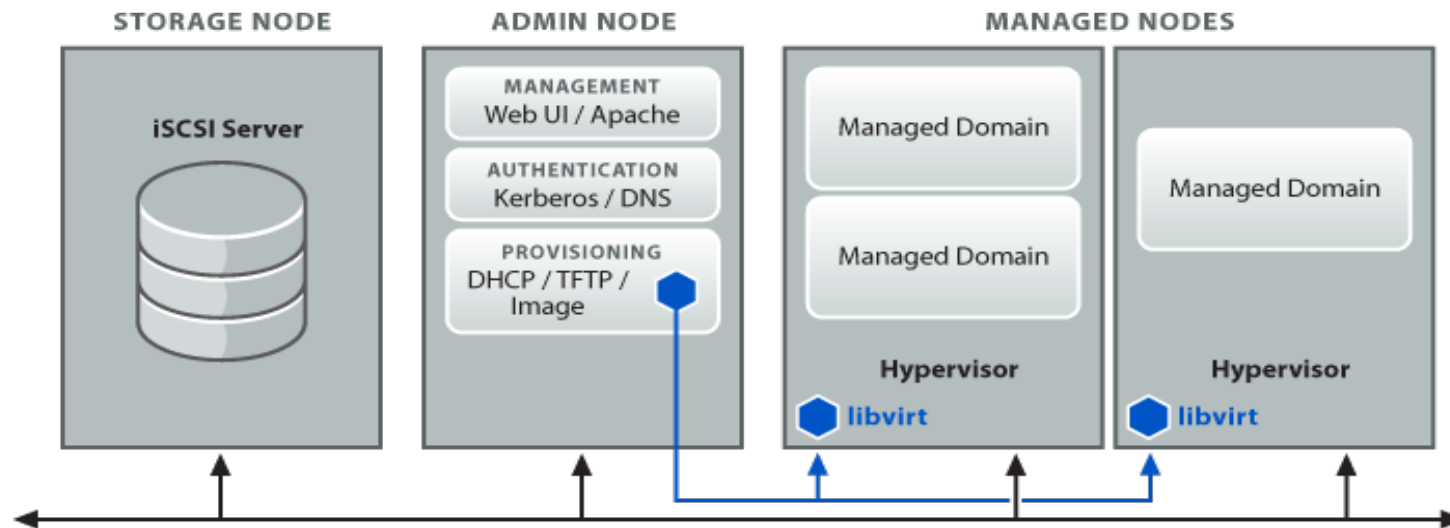 STORAGE NODE
ADMIN NODE
MANAGED NODES
iSCSI Server
MANAGEMENT
Web UI / Apache
AUTHENTICATION
Kerberos / DNS
PROVISIONING
DHCP / TFTP /
Image
Managed Domain
Managed Domain
Hypervisor
libvirt
Managed Domain
Hypervisor
libvirt